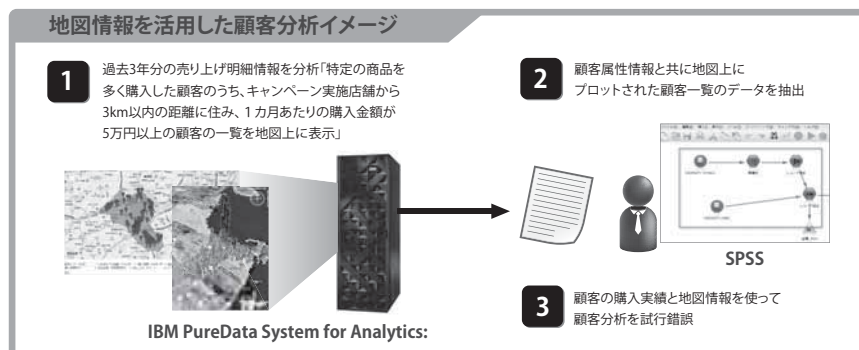 地図情報を活用した顧客分析イメージ
1
過去3年分の売り上げ明細情報を分析「特定の商品を
多く購入した顧客のうち、キャンペーン実施店舗から
3km以内の距離に住み、1カ月あたりの購入金額が
5万円以上の顧客の一覧を地図上に表示」
IBM PureData System for Analytics:
2
顧客属性情報と共に地図上に
プロットされた顧客一覧のデータを抽出
SPSS
3
顧客の購入実績と地図情報を使って
顧客分析を試行錯誤